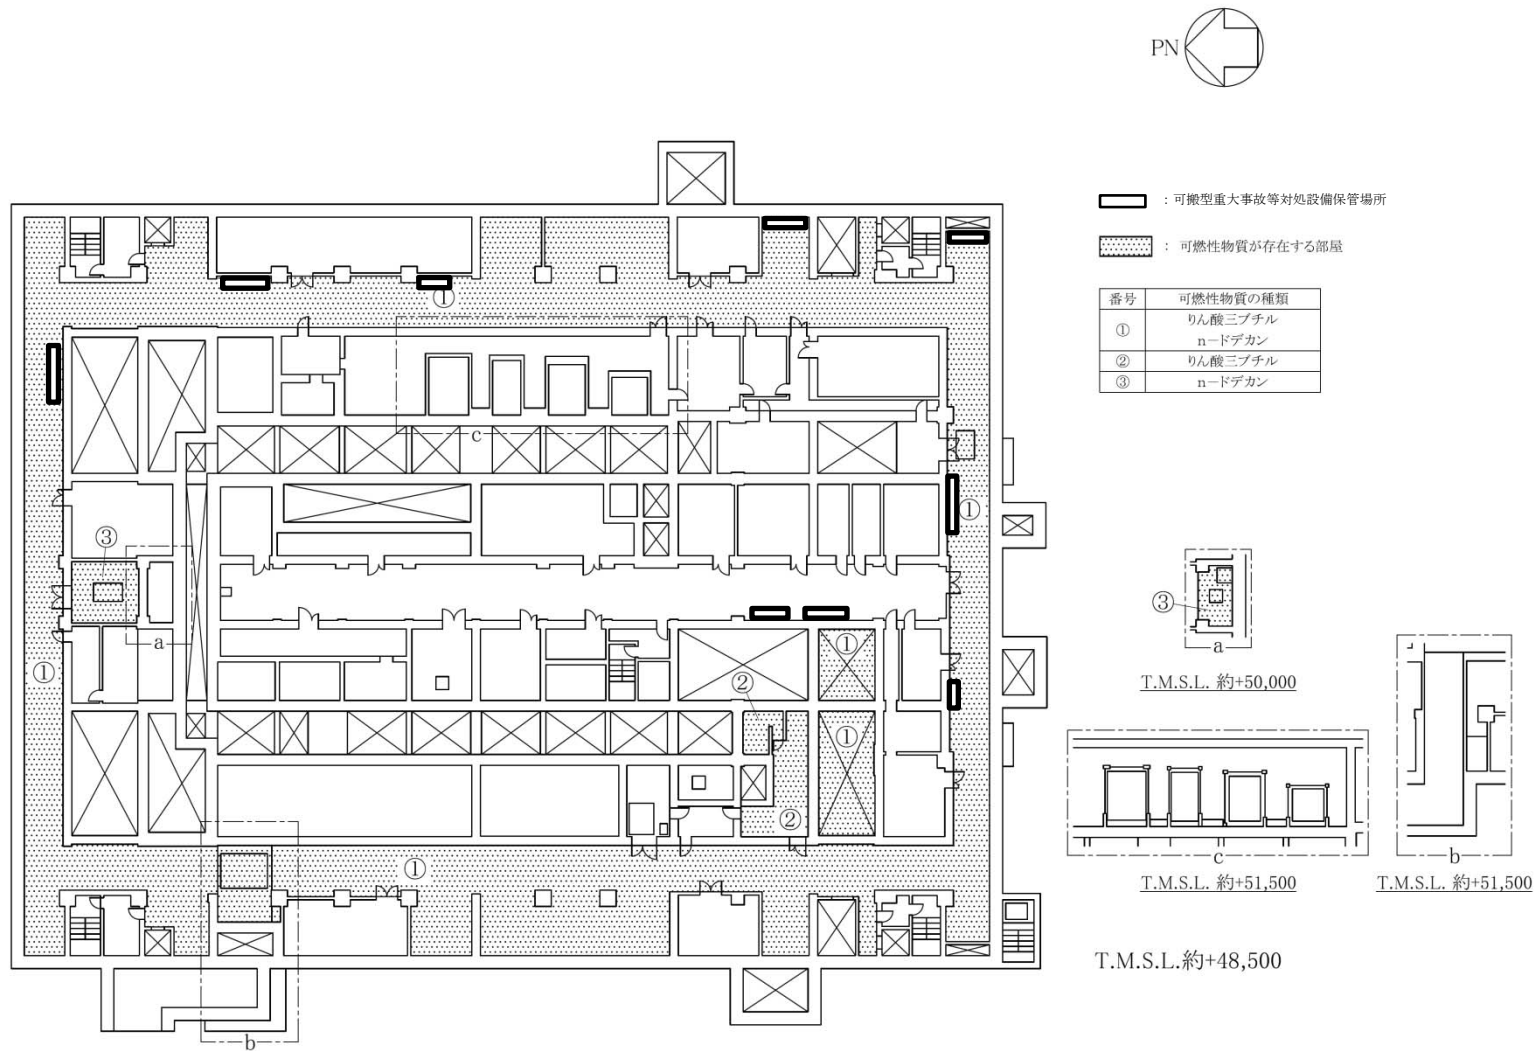 PN
: 可搬型重大事故等対処設備保管場所
: 可燃性物質が存在する部屋
番号 可燃性物質の種類
① りん酸三ブチル
n-ドデカン
② りん酸三ブチル
③ n-ドデカン
①
c
①
③
a
①
①
②
①
②
①
b
③
a
T.M.S.L. 約+50,000
c
T.M.S.L. 約+51,500
b
T.M.S.L. 約+51,500
T.M.S.L.約+48,500